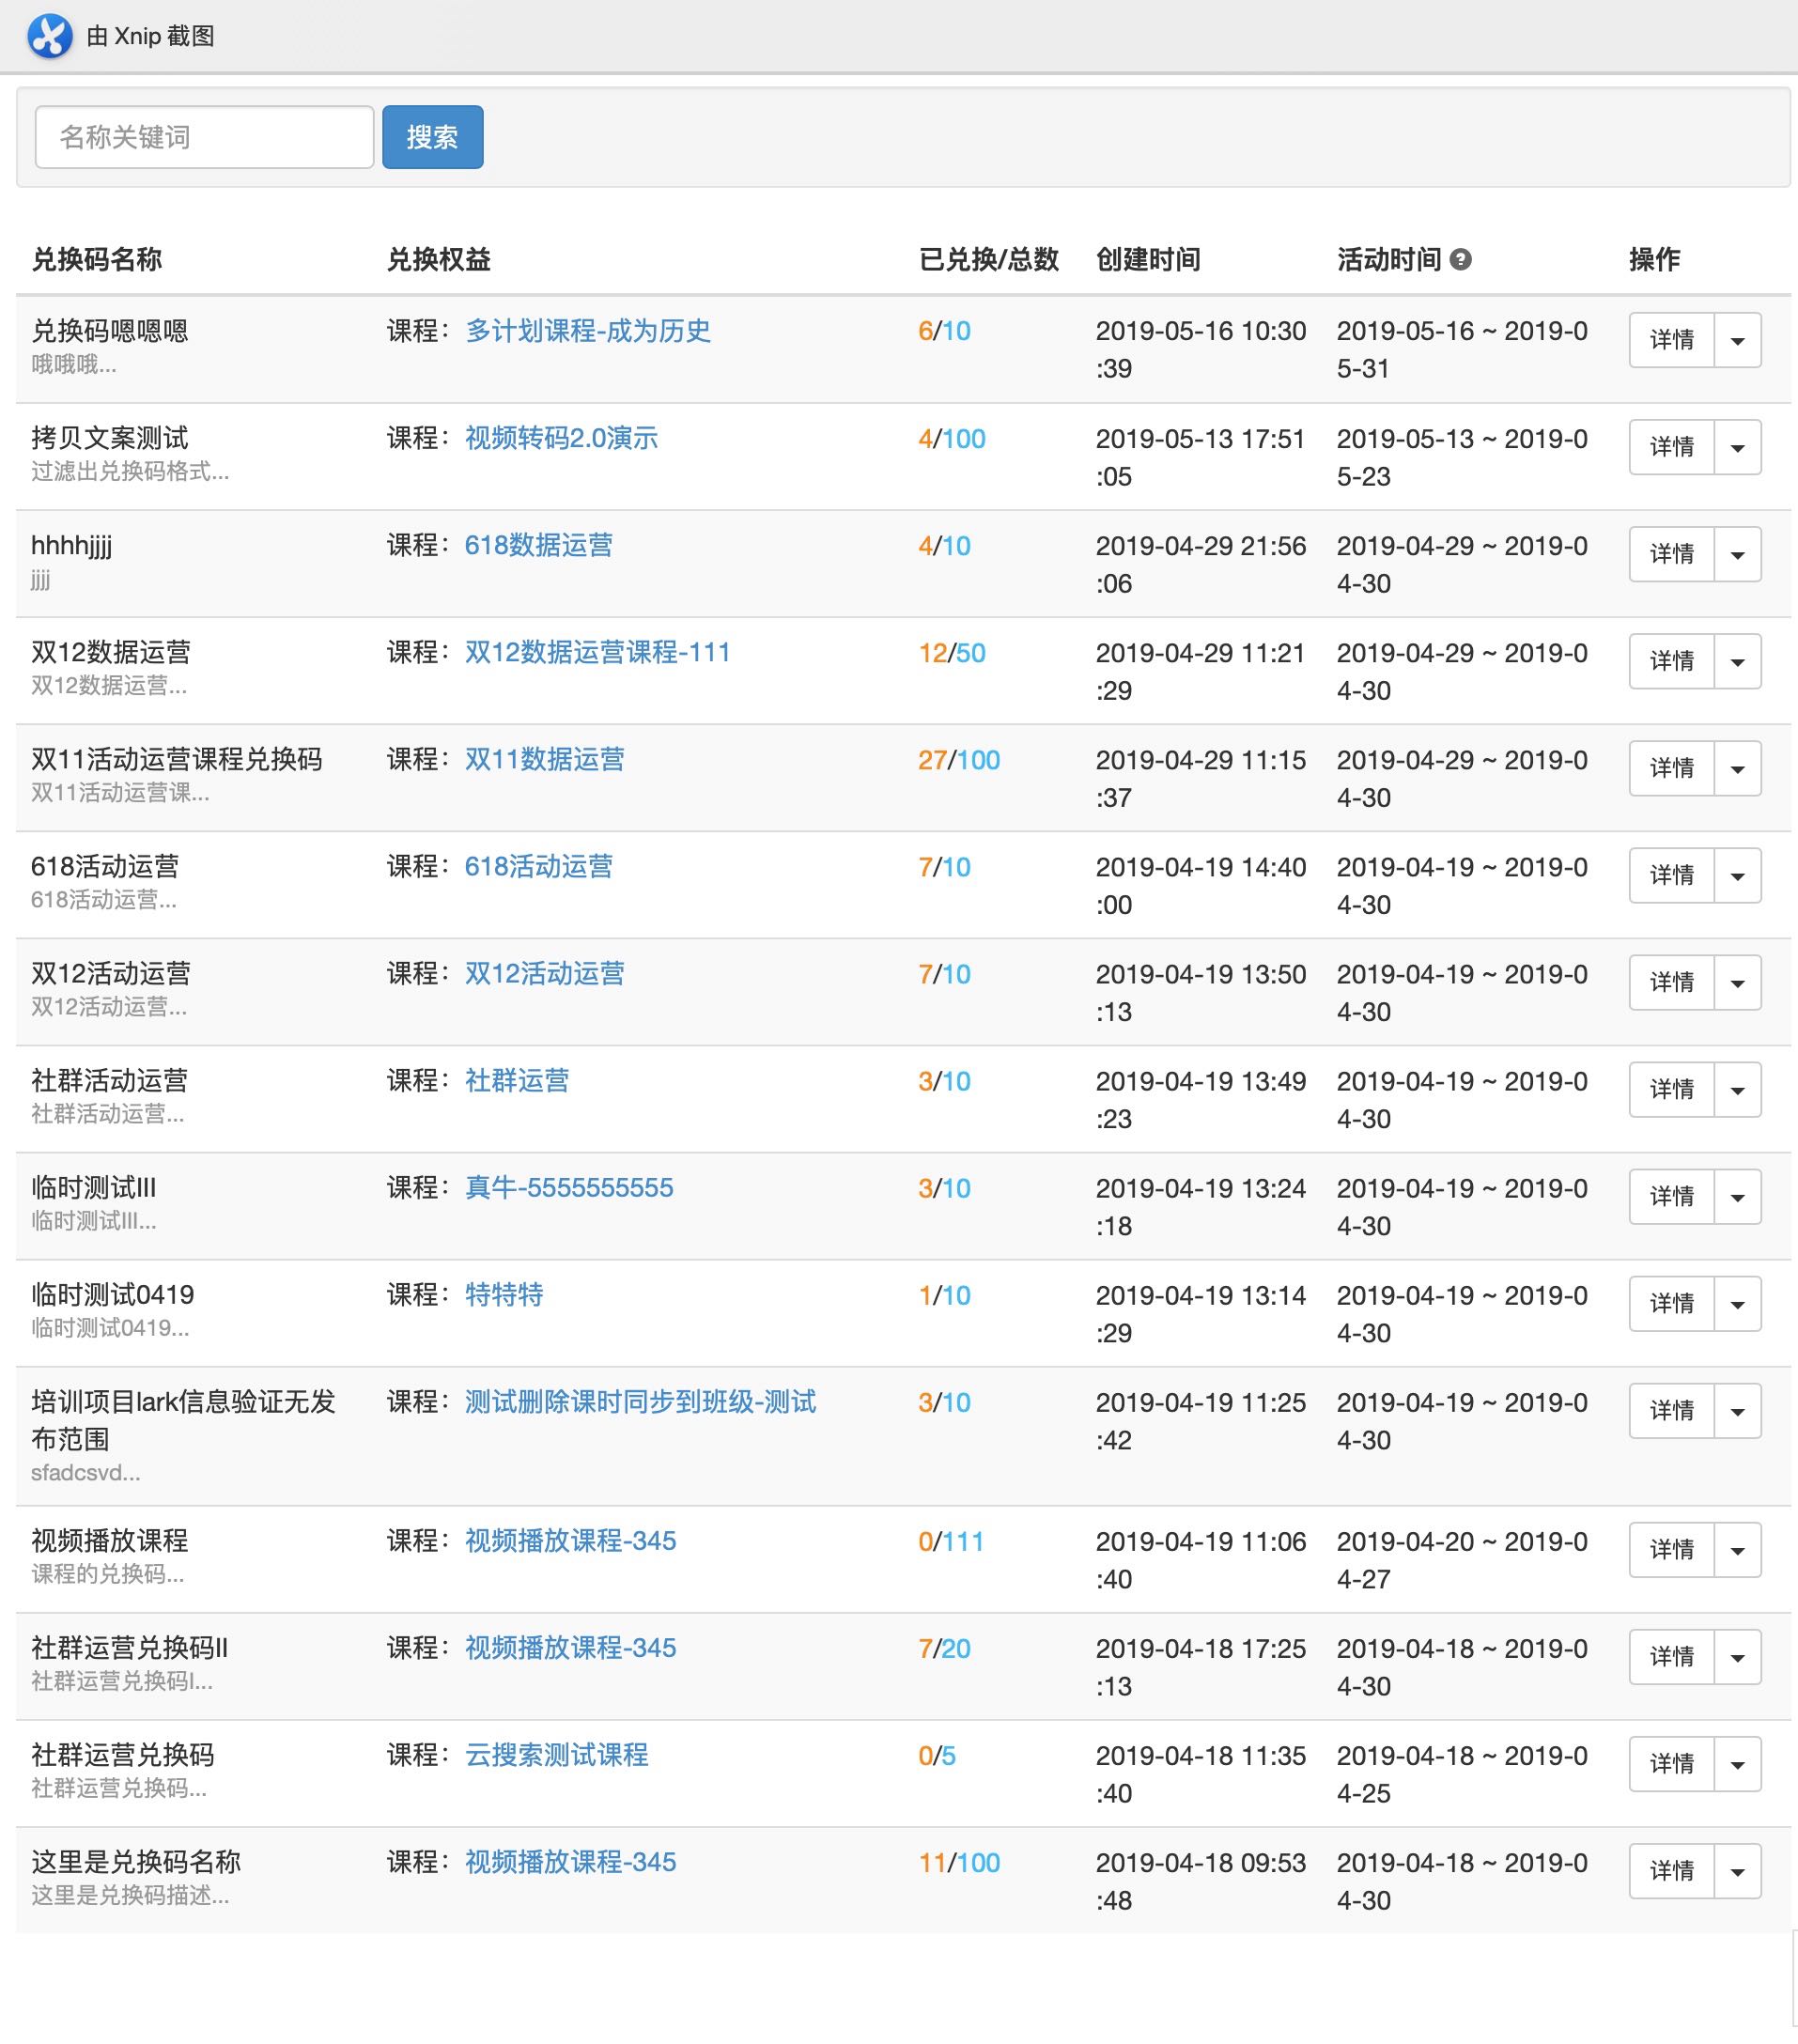 由 Xnip 截图
名称关键词
搜索
兑换码名称 兑换权益 已兑换/总数 创建时间 活动时间 ? 操作
兑换码嗯嗯嗯 课程：多计划课程-成为历史 6/10 2019-05-16 10:30 2019-05-16 ~ 2019-0 详情
哦哦哦... :39 5-31
拷贝文案测试 课程：视频转码2.0演示 4/100 2019-05-13 17:51 2019-05-13 ~ 2019-0 详情
过滤出兑换码格式... :05 5-23
hhhhjjjj 课程：618数据运营 4/10 2019-04-29 21:56 2019-04-29 ~ 2019-0 详情
jjjj :06 4-30
双12数据运营 课程：双12数据运营课程-111 12/50 2019-04-29 11:21 2019-04-29 ~ 2019-0 详情
双12数据运营... :29 4-30
双11活动运营课程兑换码 课程：双11数据运营 27/100 2019-04-29 11:15 2019-04-29 ~ 2019-0 详情
双11活动运营课... :37 4-30
618活动运营 课程：618活动运营 7/10 2019-04-19 14:40 2019-04-19 ~ 2019-0 详情
618活动运营... :00 4-30
双12活动运营 课程：双12活动运营 7/10 2019-04-19 13:50 2019-04-19 ~ 2019-0 详情
双12活动运营... :13 4-30
社群活动运营 课程：社群运营 3/10 2019-04-19 13:49 2019-04-19 ~ 2019-0 详情
社群活动运营... :23 4-30
临时测试III 课程：真牛-5555555555 3/10 2019-04-19 13:24 2019-04-19 ~ 2019-0 详情
临时测试III... :18 4-30
临时测试0419 课程：特特特 1/10 2019-04-19 13:14 2019-04-19 ~ 2019-0 详情
临时测试0419... :29 4-30
培训项目lark信息验证无发 课程：测试删除课时同步到班级-测试 3/10 2019-04-19 11:25 2019-04-19 ~ 2019-0 详情
布范围 :42 4-30
sfadcsvd...
视频播放课程 课程：视频播放课程-345 0/111 2019-04-19 11:06 2019-04-20 ~ 2019-0 详情
课程的兑换码... :40 4-27
社群运营兑换码II 课程：视频播放课程-345 7/20 2019-04-18 17:25 2019-04-18 ~ 2019-0 详情
社群运营兑换码I... :13 4-30
社群运营兑换码 课程：云搜索测试课程 0/5 2019-04-18 11:35 2019-04-18 ~ 2019-0 详情
社群运营兑换码... :40 4-25
这里是兑换码名称 课程：视频播放课程-345 11/100 2019-04-18 09:53 2019-04-18 ~ 2019-0 详情
这里是兑换码描述... :48 4-30